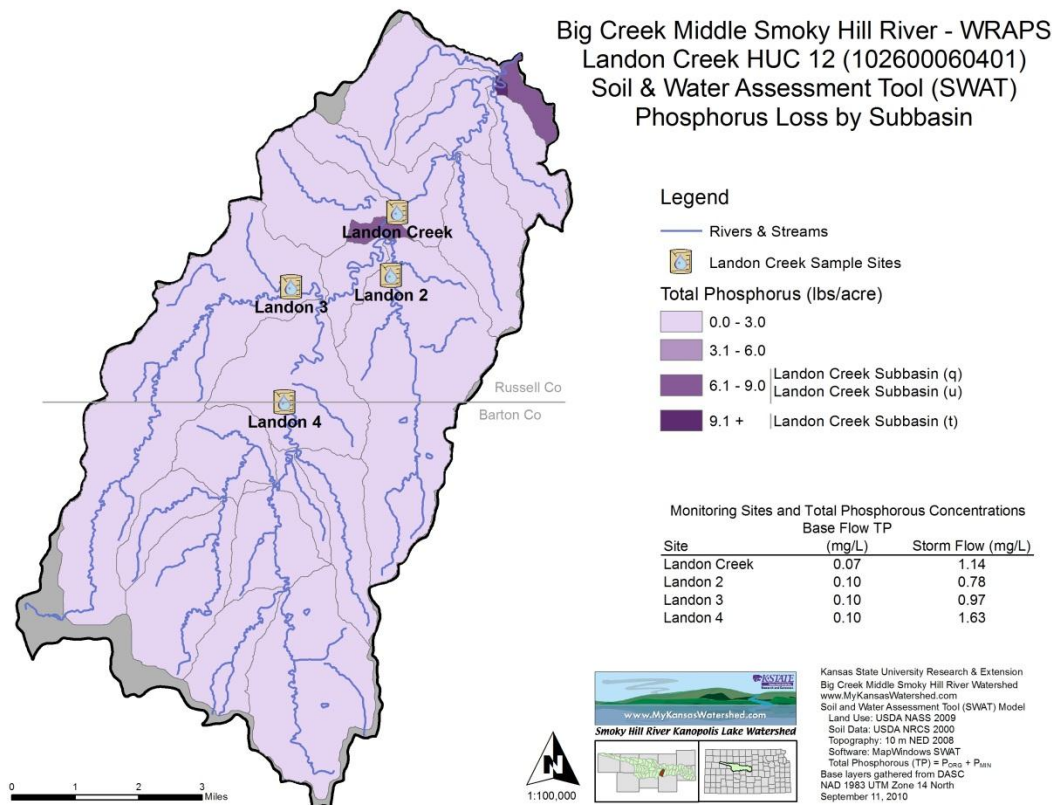 Big Creek Middle Smoky Hill River - WRAPS
Landon Creek HUC 12 (102600060401)
Soil & Water Assessment Tool (SWAT)
Phosphorus Loss by Subbasin
Landon Creek
Landon 2
Landon 3
Russell Co
Barton Co
Landon 4
Legend
Rivers & Streams
Landon Creek Sample Sites
Total Phosphorus (lbs/acre)
0.0 - 3.0
3.1 - 6.0
6.1 - 9.0 Landon Creek Subbasin (q)
Landon Creek Subbasin (u)
9.1 + Landon Creek Subbasin (t)
Monitoring Sites and Total Phosphorous Concentrations
Base Flow TP
Site (mg/L) Storm Flow (mg/L)
Landon Creek 0.07 1.14
Landon 2 0.10 0.78
Landon 3 0.10 0.97
Landon 4 0.10 1.63
K-STATE
www.MyKansasWatershed.com
Smoky Hill River Kanopolis Lake Watershed
N
1:100,000
0 1 2 3
Miles
Kansas State University Research & Extension
Big Creek Middle Smoky Hill River Watershed
www.MyKansasWatershed.com
Soil and Water Assessment Tool (SWAT) Model
Land Use: USDA NASS 2009
Soil Data: USDA NRCS 2000
Topography: 10 m NED 2008
Software: MapWindows SWAT
Total Phosphorous (TP) = PORG + PMIN
Base layers gathered from DASC
NAD 1983 UTM Zone 14 North
September 11, 2010